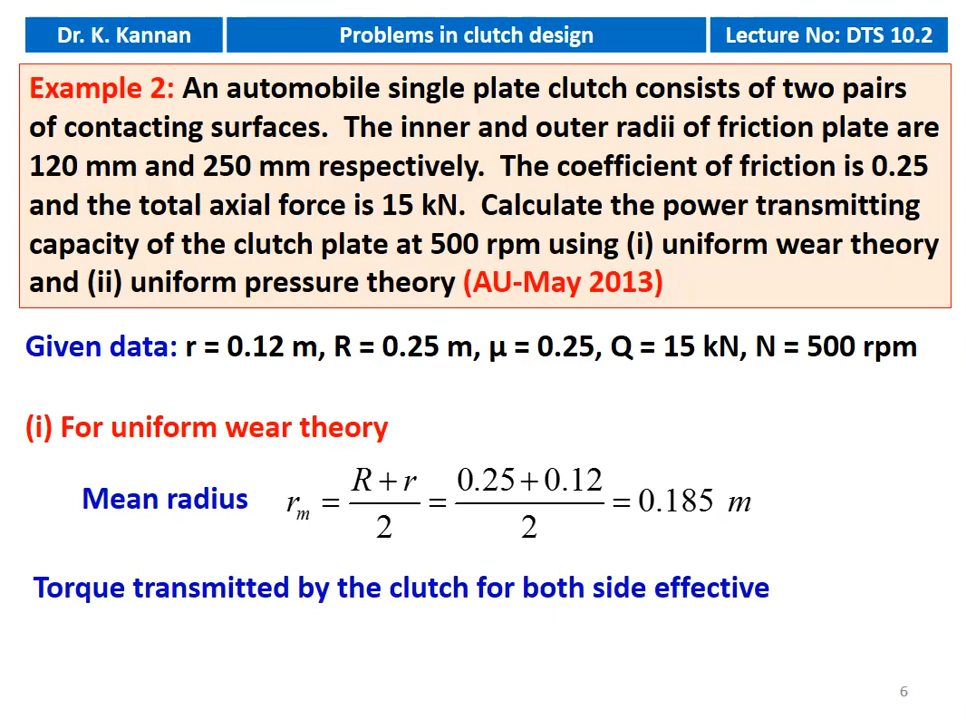 Dr. K. Kannan
Problems in clutch design
Lecture No: DTS 10.2
Example 2: An automobile single plate clutch consists of two pairs
of contacting surfaces. The inner and outer radii of friction plate are
120 mm and 250 mm respectively. The coefficient of friction is 0.25
and the total axial force is 15 kN. Calculate the power transmitting
capacity of the clutch plate at 500 rpm using (i) uniform wear theory
and (ii) uniform pressure theory (AU-May 2013)
Given data: r = 0.12 m, R = 0.25 m, μ = 0.25, Q = 15 kN, N = 500 rpm
(i) For uniform wear theory
Mean radius r_m = (R + r)/2 = (0.25 + 0.12)/2 = 0.185 m
Torque transmitted by the clutch for both side effective
6